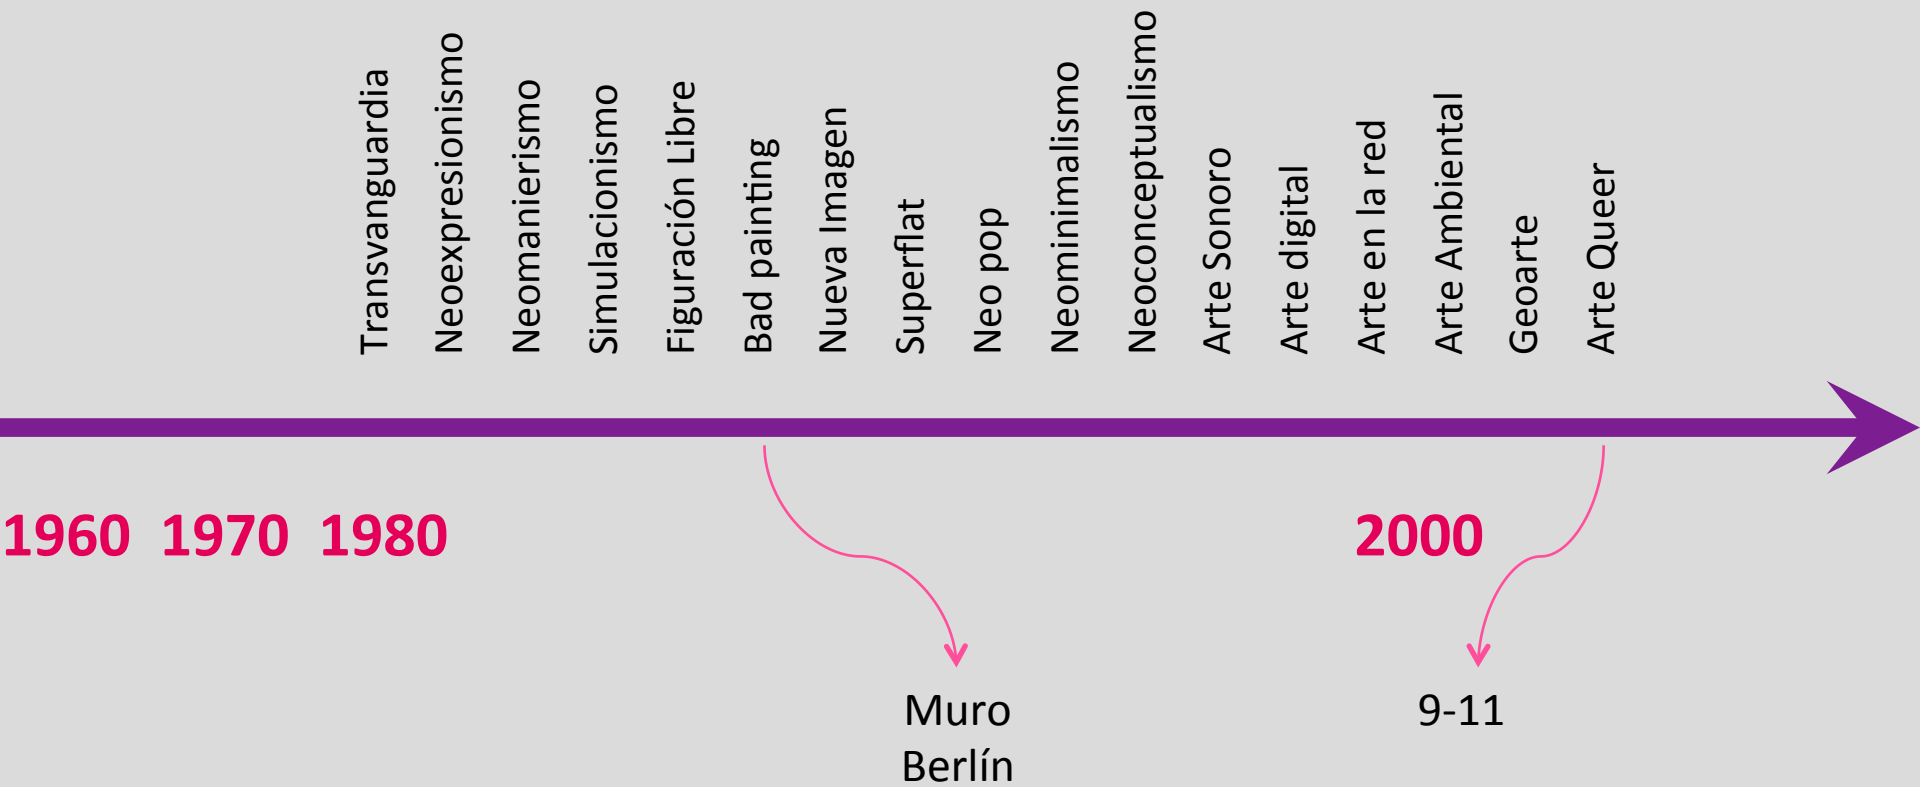 Transvanguardia
Neoexpresionismo
Neomanierismo
Simulacionismo
Figuración Libre
Bad painting
Nueva Imagen
Superflat
Neo pop
Neominimalismo
Neoconceptualismo
Arte Sonoro
Arte digital
Arte en la red
Arte Ambiental
Geoarte
Arte Queer
1960 1970 1980 2000
Muro
Berlín
9-11